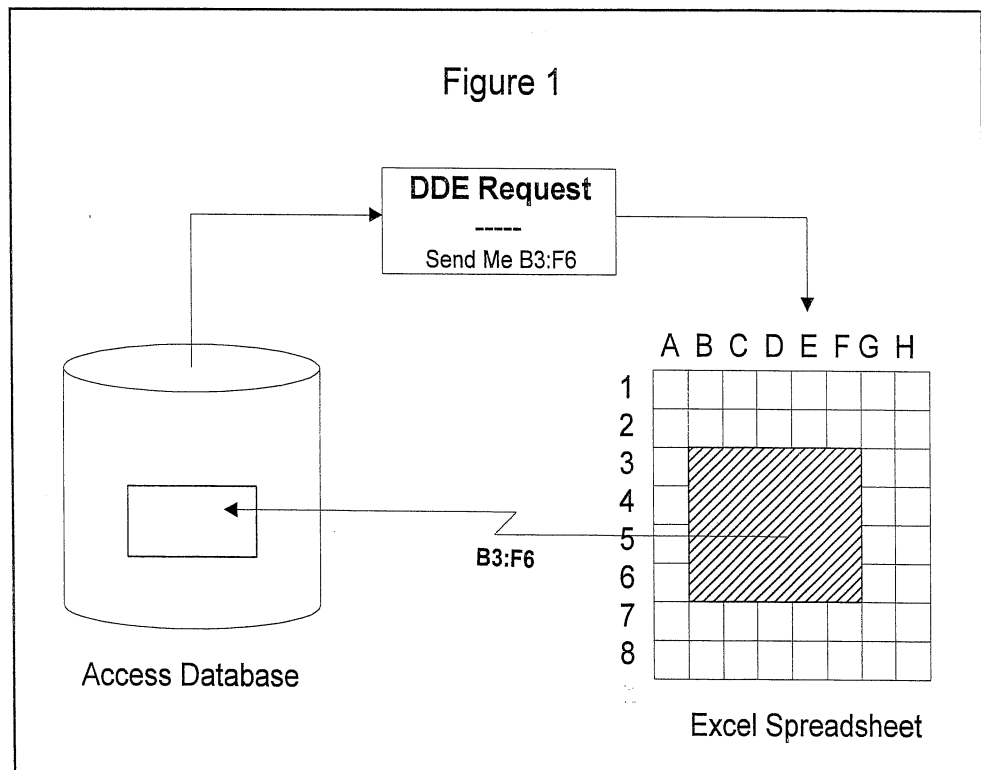 Figure 1
DDE Request
-----
Send Me B3:F6
A B C D E F G H
1
2
3
4
5
6
7
8
B3:F6
Access Database
Excel Spreadsheet